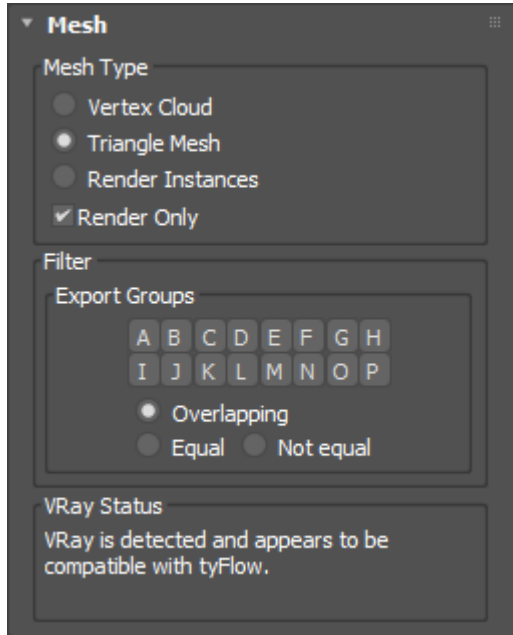 Mesh
Mesh Type
Vertex Cloud
Triangle Mesh
Render Instances
Render Only
Filter
Export Groups
A B C D E F G H
I J K L M N O P
Overlapping
Equal Not equal
VRay Status
VRay is detected and appears to be
compatible with tyFlow.